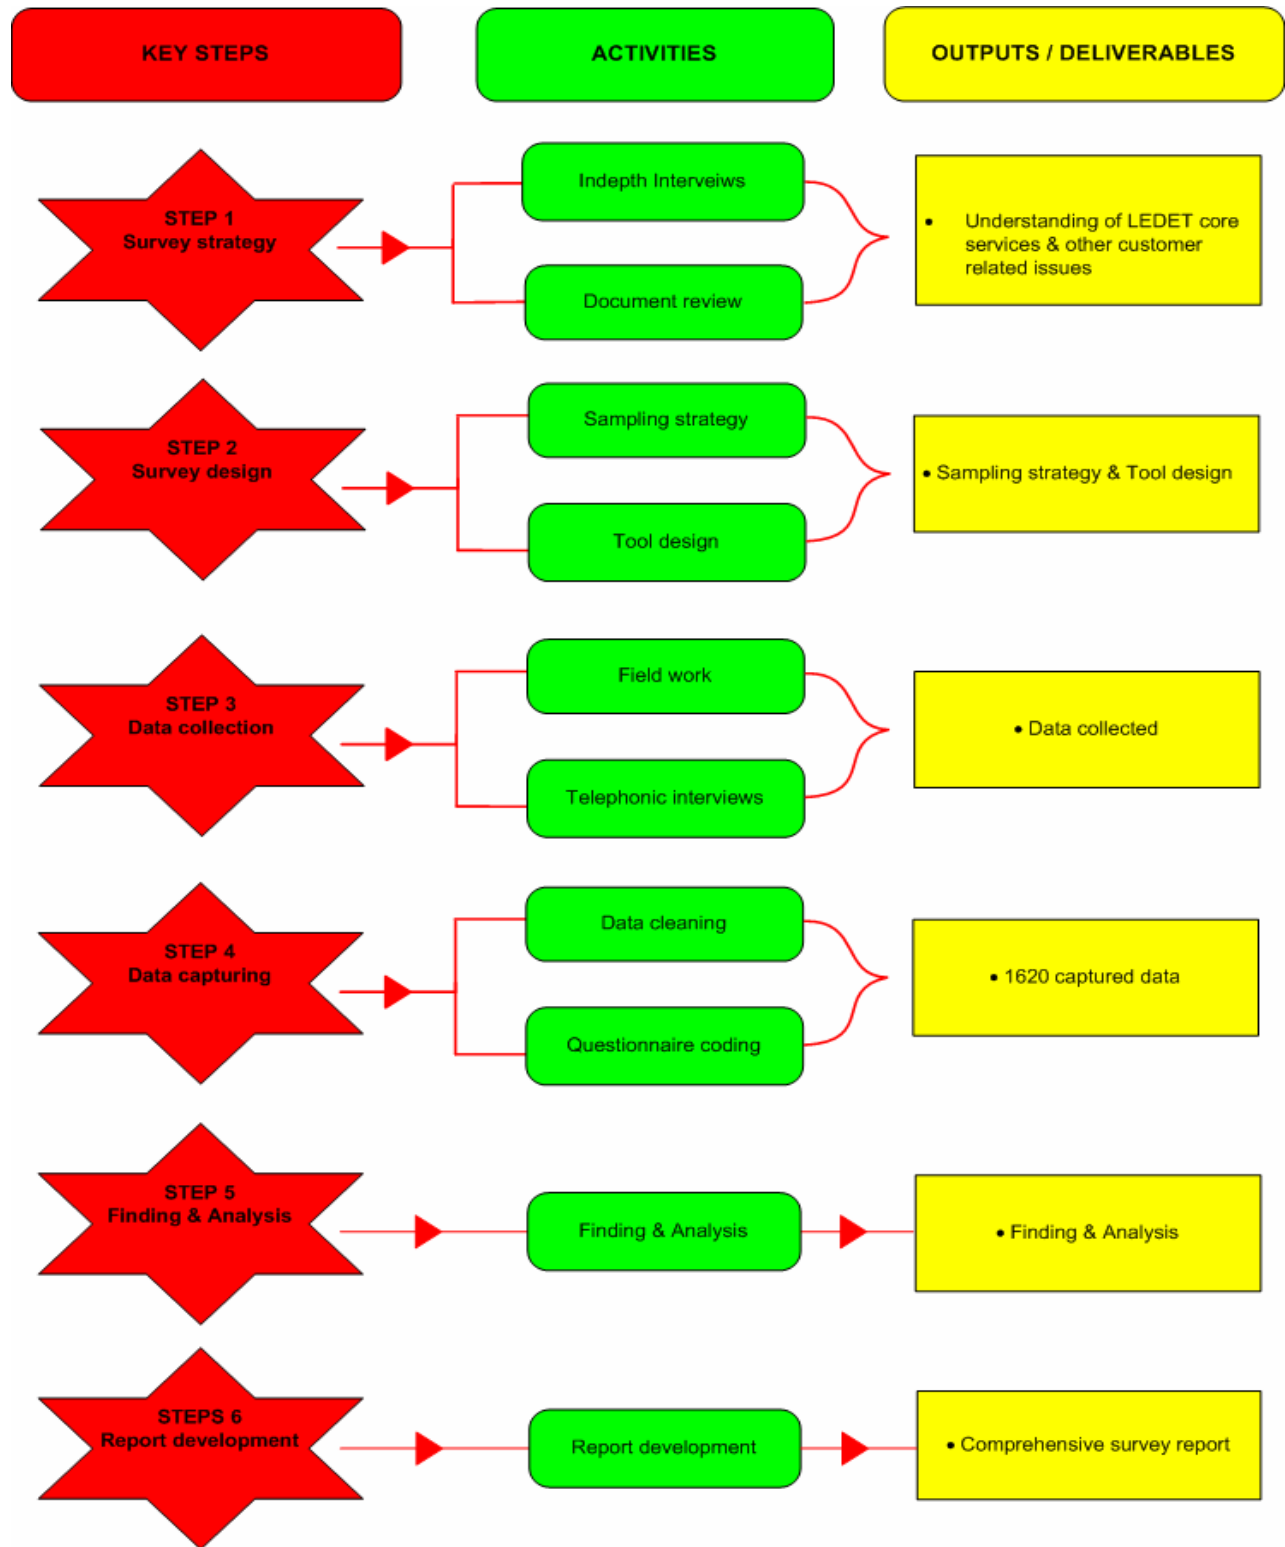 KEY STEPS
ACTIVITIES
OUTPUTS / DELIVERABLES
STEP 1
Survey strategy
Indepth Interveiws
Document review
• Understanding of LEDET core
services & other customer
related issues
STEP 2
Survey design
Sampling strategy
Tool design
• Sampling strategy & Tool design
STEP 3
Data collection
Field work
Telephonic interviews
• Data collected
STEP 4
Data capturing
Data cleaning
Questionnaire coding
• 1620 captured data
STEP 5
Finding & Analysis
Finding & Analysis
• Finding & Analysis
STEPS 6
Report development
Report development
• Comprehensive survey report